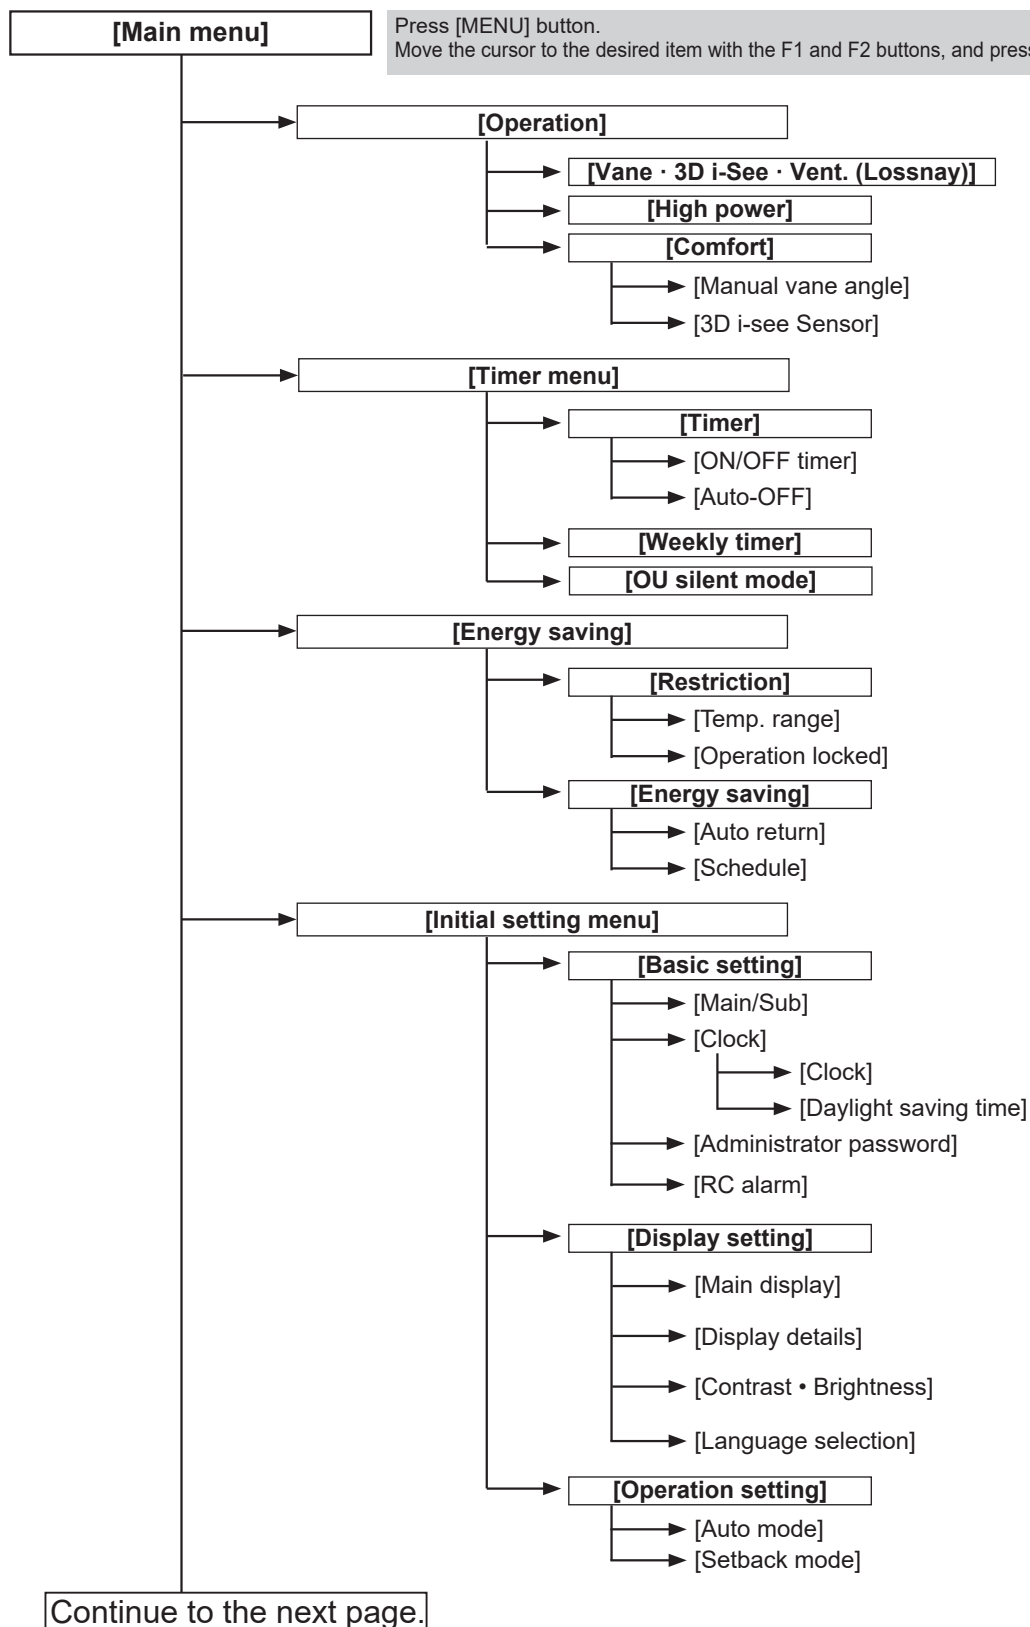 [Main menu]
Press [MENU] button.
Move the cursor to the desired item with the F1 and F2 buttons, and press
[Operation]
[Vane · 3D i-See · Vent. (Lossnay)]
[High power]
[Comfort]
[Manual vane angle]
[3D i-see Sensor]
[Timer menu]
[Timer]
[ON/OFF timer]
[Auto-OFF]
[Weekly timer]
[OU silent mode]
[Energy saving]
[Restriction]
[Temp. range]
[Operation locked]
[Energy saving]
[Auto return]
[Schedule]
[Initial setting menu]
[Basic setting]
[Main/Sub]
[Clock]
[Clock]
[Daylight saving time]
[Administrator password]
[RC alarm]
[Display setting]
[Main display]
[Display details]
[Contrast • Brightness]
[Language selection]
[Operation setting]
[Auto mode]
[Setback mode]
Continue to the next page.